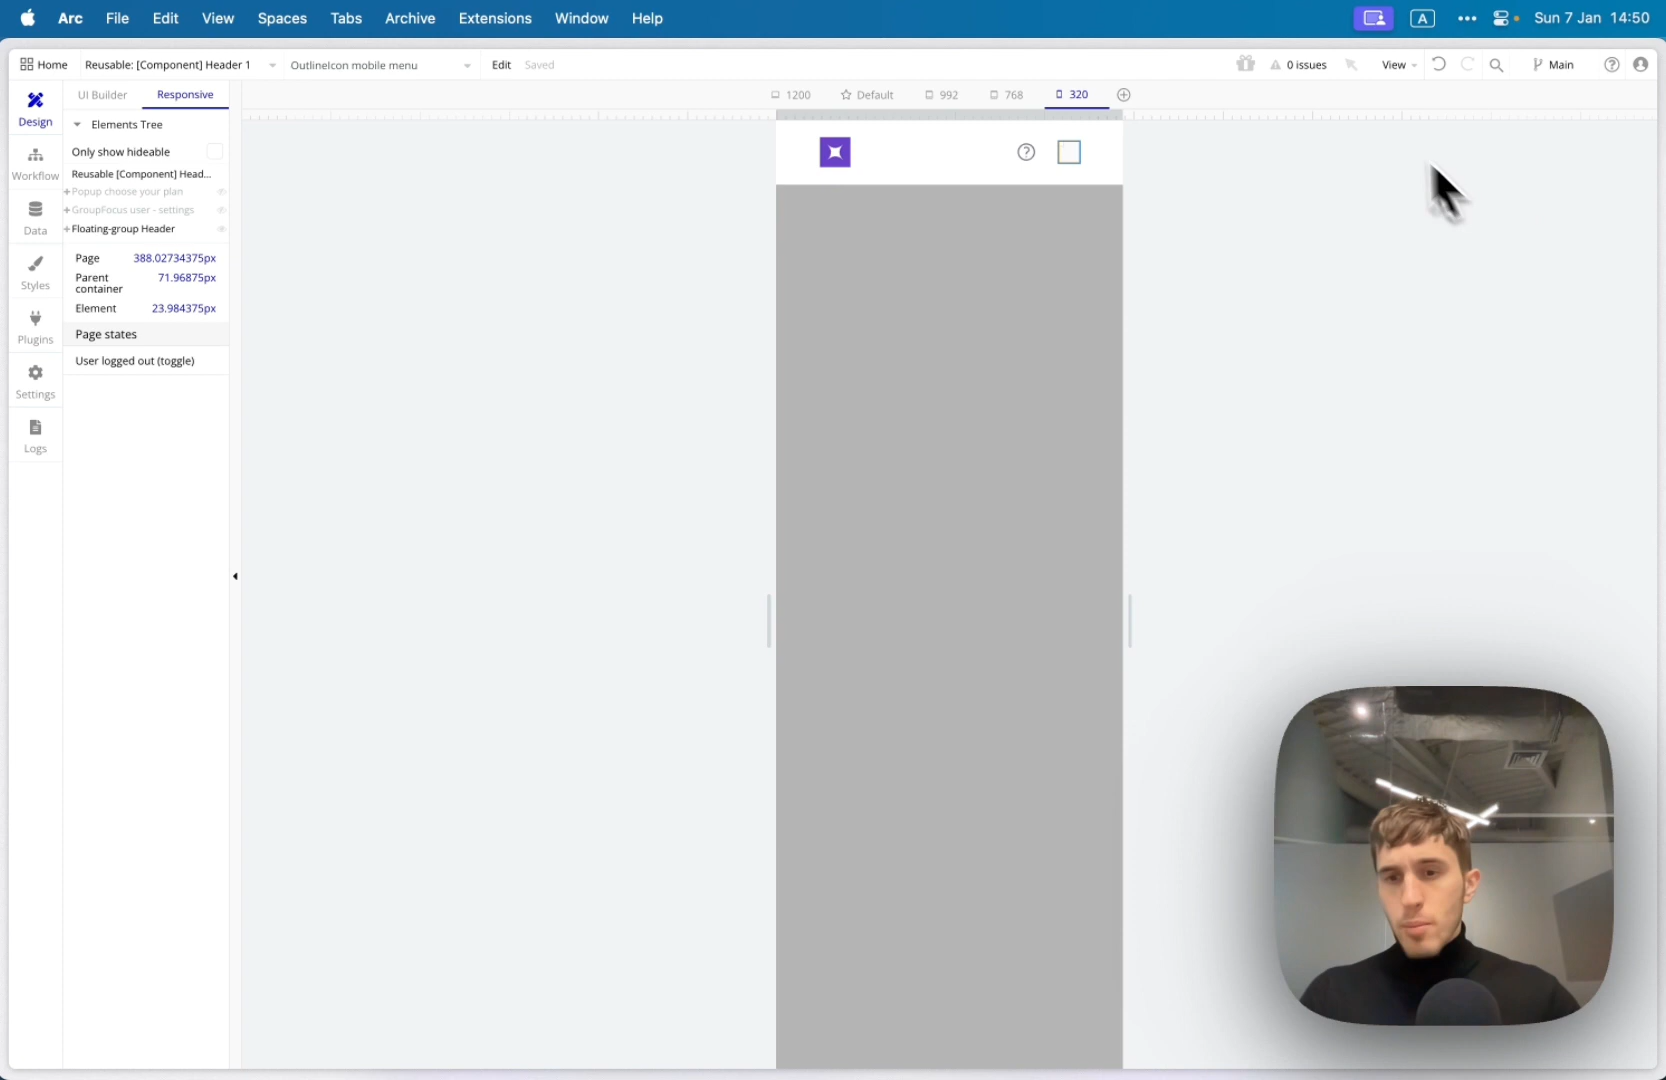 Arc File Edit View Spaces Tabs Archive Extensions Window Help A Sun 7 Jan 14:50
Home Reusable: [Component] Header 1 OutlineIcon mobile menu Edit Saved 0 issues View Main
Design
Workflow
Data
Styles
Plugins
Settings
Logs
UI Builder Responsive
Elements Tree
Only show hideable
Reusable [Component] Head...
+ Popup choose your plan
+ GroupFocus user - settings
+ Floating-group Header
Page 388.02734375px
Parent container 71.96875px
Element 23.984375px
Page states
User logged out (toggle)
1200 Default 992 768 320